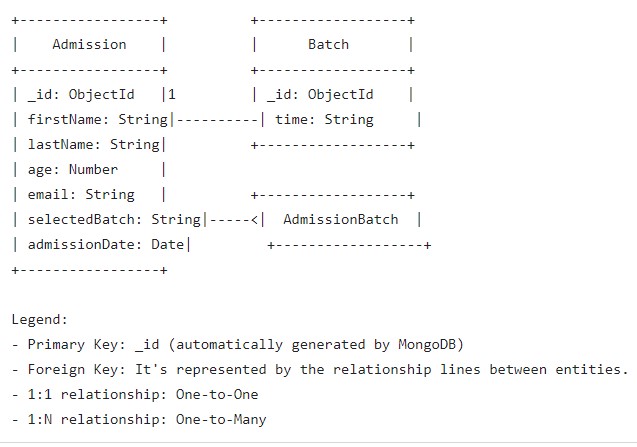 +-----------------+          +------------------+
|    Admission    |          |      Batch       |
+-----------------+          +------------------+
| _id: ObjectId   |1         | _id: ObjectId    |
| firstName: String|----------| time: String     |
| lastName: String|          +------------------+
| age: Number     |
| email: String   |          +------------------+
| selectedBatch: String|-----<|  AdmissionBatch  |
| admissionDate: Date|         +------------------+
+-----------------+

Legend:
- Primary Key: _id (automatically generated by MongoDB)
- Foreign Key: It's represented by the relationship lines between entities.
- 1:1 relationship: One-to-One
- 1:N relationship: One-to-Many